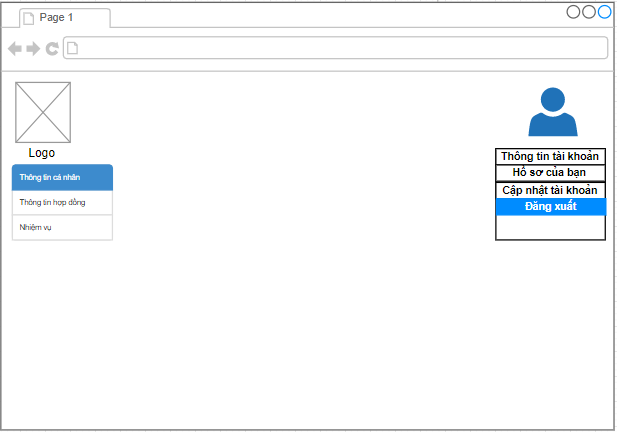 Page 1
Logo
Thông tin cá nhân
Thông tin hợp đồng
Nhiệm vụ
Thông tin tài khoản
Hồ sơ của bạn
Cập nhật tài khoản
Đăng xuất